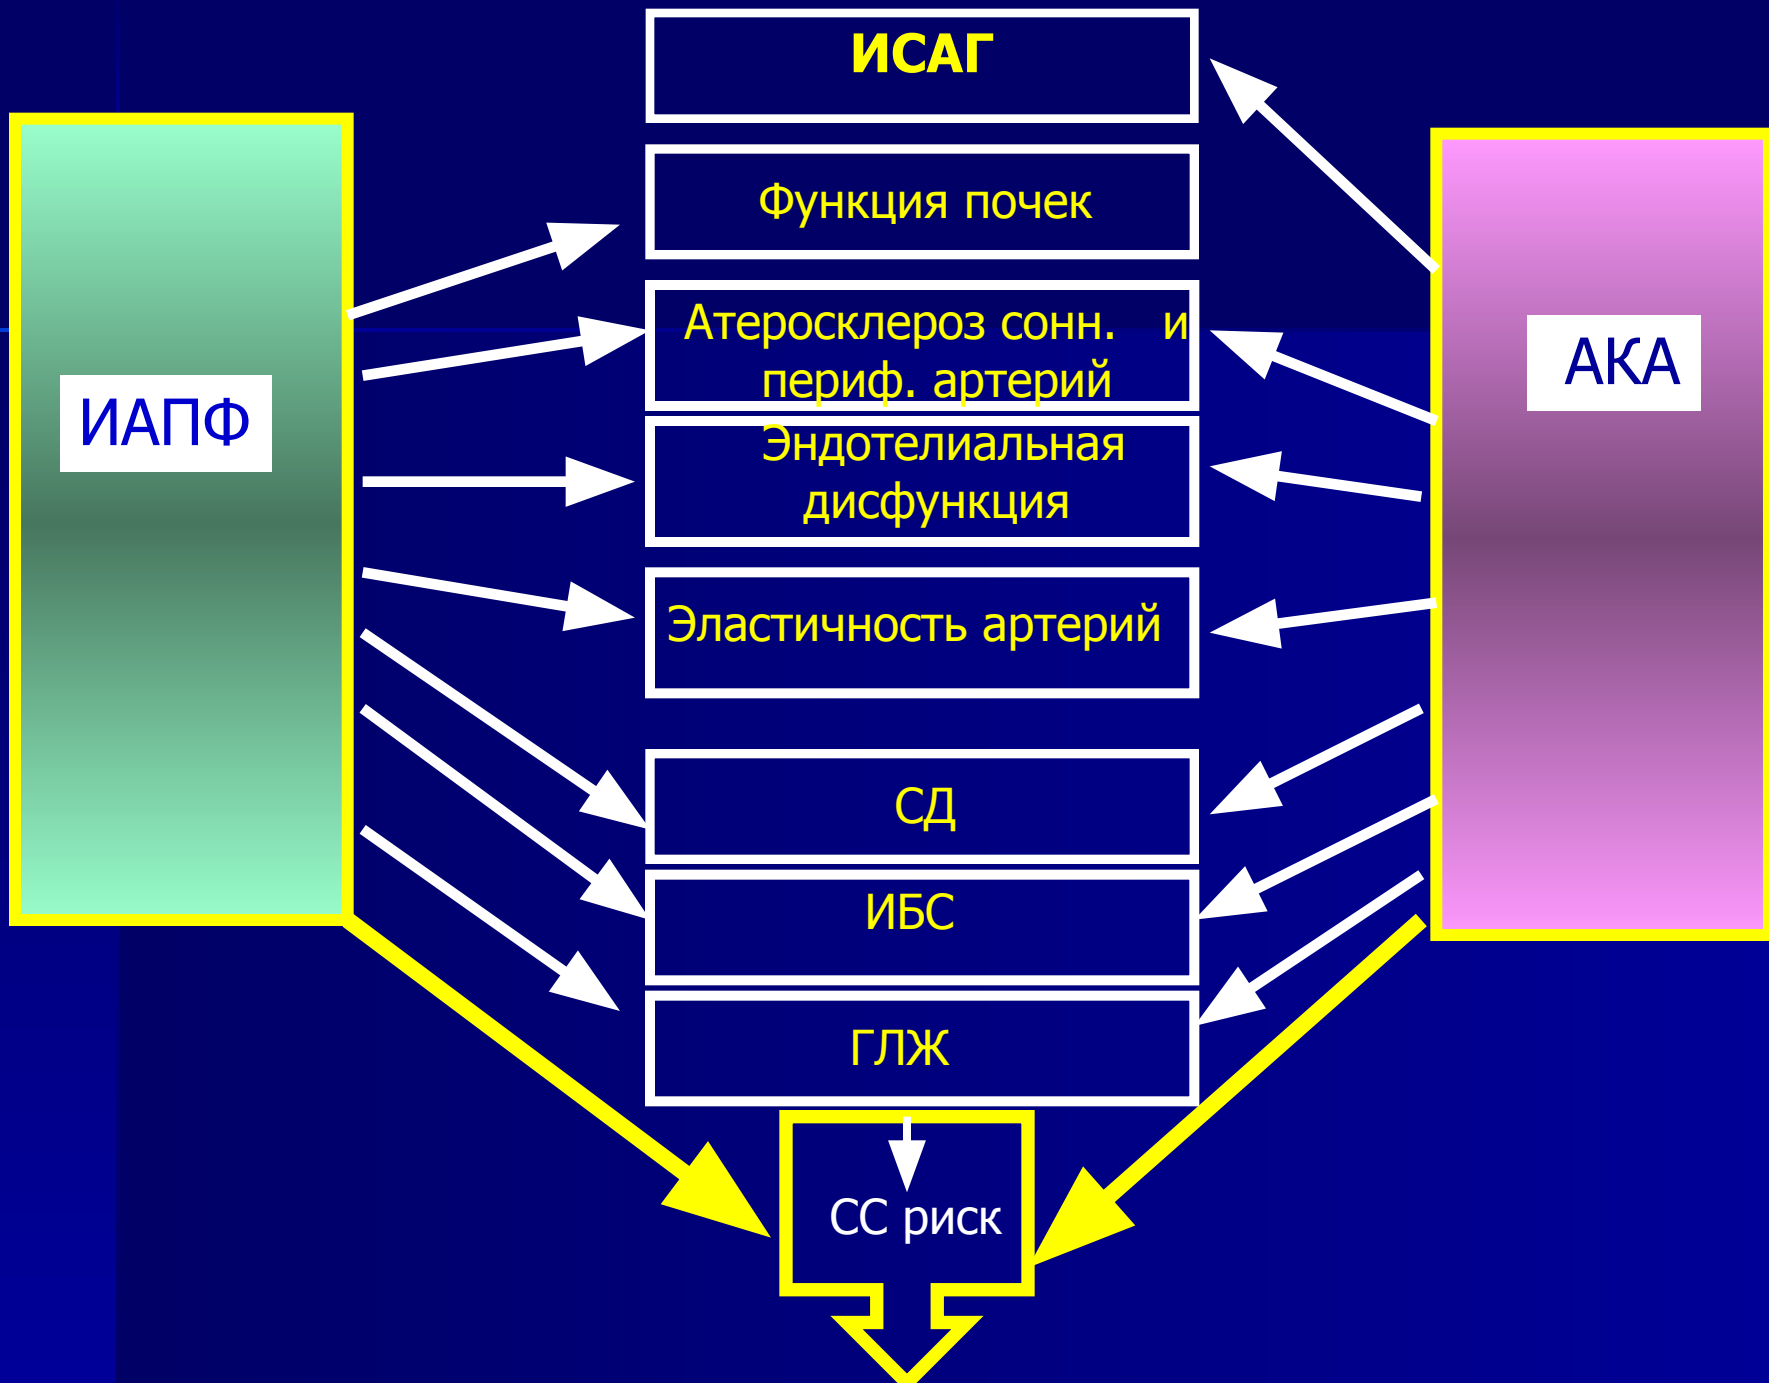 ИСАГ
Функция почек
Атеросклероз сонн. и
периф. артерий
ИАПФ
АКА
Эндотелиальная
дисфункция
Эластичность артерий
СД
ИБС
ГЛЖ
СС риск